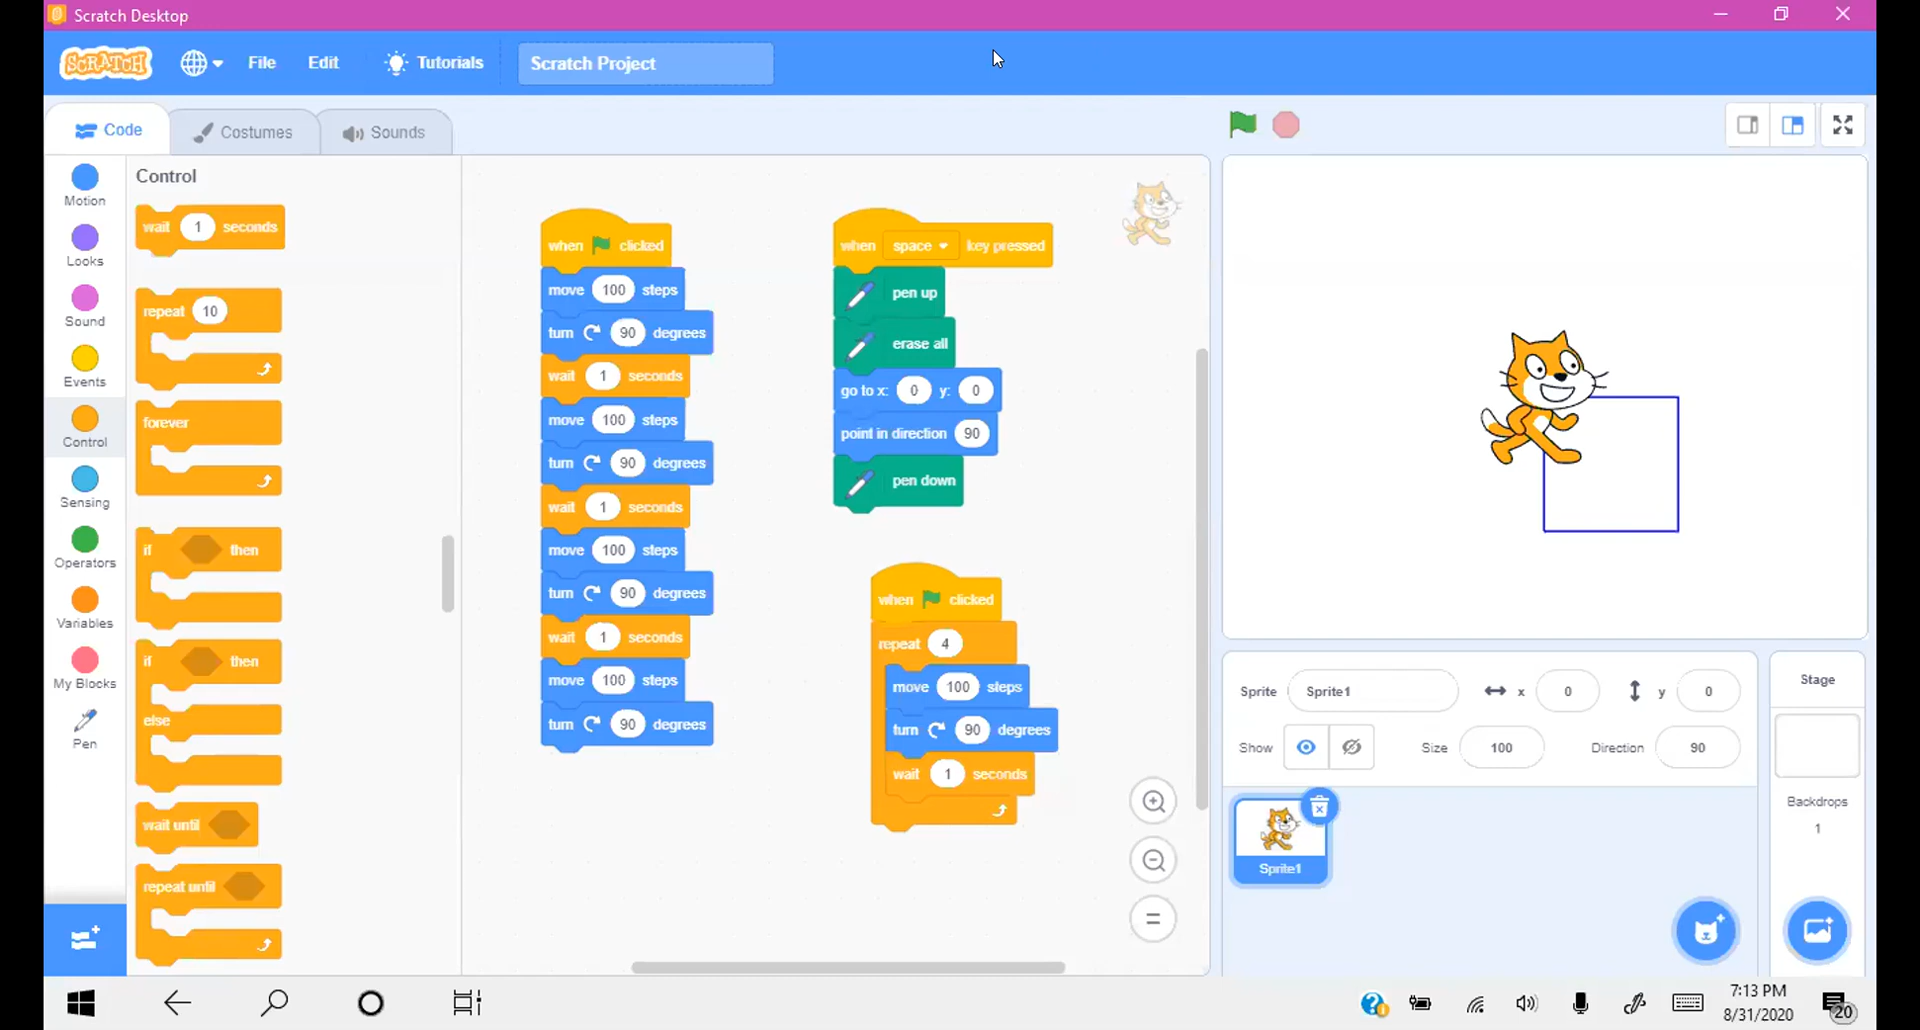 Scratch Desktop
SCRATCH
File
Edit
Tutorials
Scratch Project
Code
Costumes
Sounds
Motion
Looks
Sound
Events
Control
Sensing
Operators
Variables
My Blocks
Pen
Control
wait 1 seconds
repeat 10
forever
if then
if then
else
wait until
repeat until
when clicked
move 100 steps
turn 90 degrees
wait 1 seconds
move 100 steps
turn 90 degrees
wait 1 seconds
move 100 steps
turn 90 degrees
wait 1 seconds
move 100 steps
turn 90 degrees
when space key pressed
pen up
erase all
go to x: 0 y: 0
point in direction 90
pen down
when clicked
repeat 4
move 100 steps
turn 90 degrees
wait 1 seconds
Sprite Sprite1 x 0 y 0
Show Size 100 Direction 90
Sprite1
Stage
Backdrops
1
7:13 PM
8/31/2020
20